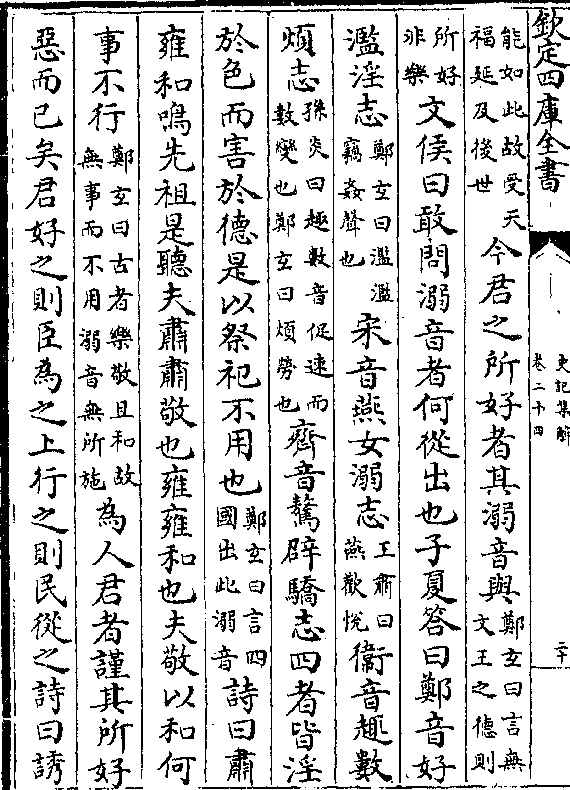 欽定四庫全書
史記集解
卷二十四
二十
能如此故受天
福延及後世
今君之所好者其溺音與
鄭玄曰言無
文王之德則
所好
非樂
文侯曰敢問溺音者何從出也子夏答曰鄭音好
濫淫志
鄭玄曰濫濫
竊姦聲也
宋音燕女溺志
王肅曰
燕歡悅
衞音趣數
煩志
孫炎曰趣數音促速而
數變也鄭玄曰煩勞也
齊音驁辟驕志四者皆淫
於色而害於德是以祭祀不用也
鄭玄曰言四
國出此溺音
詩曰肅
雍和鳴先祖是聽夫肅肅敬也雍雍和也夫敬以和何
事不行
鄭玄曰古者樂敬且和故
無事而不用溺音無所施
為人君者謹其所好
惡而已矣君好之則臣為之上行之則民從之詩曰誘